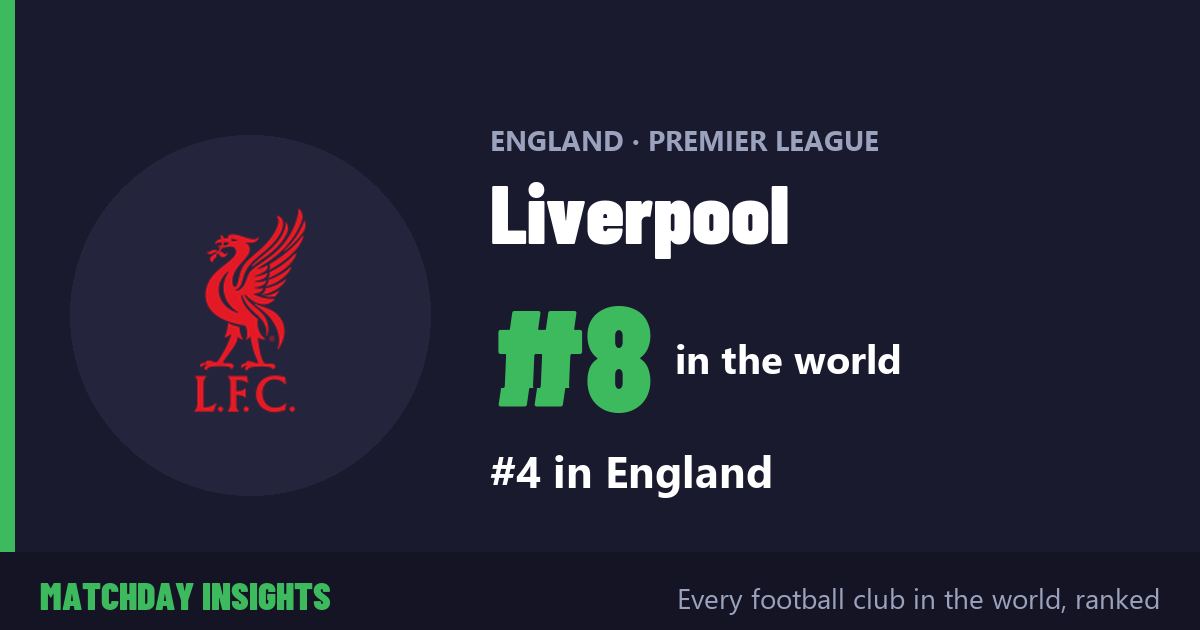 ENGLAND · PREMIER LEAGUE
Liverpool
#8 in the world
#4 in England
L.F.C.
MATCHDAY INSIGHTS
Every football club in the world, ranked